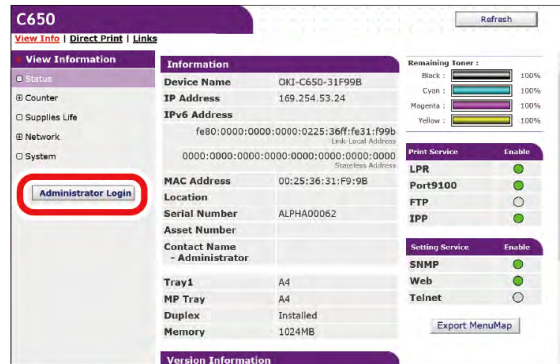 C650
Refresh
View Info | Direct Print | Links
View Information
Status
Counter
Supplies Life
Network
System
Administrator Login
Information
Device Name OKI-C650-31F99B
IP Address 169.254.53.24
IPv6 Address
fe80:0000:0000:0000:0225:36ff:fe31:f99b
Link-Local Address
0000:0000:0000:0000:0000:0000:0000:0000
Stateless Address
MAC Address 00:25:36:31:F9:9B
Location
Serial Number ALPHA00062
Asset Number
Contact Name
- Administrator
Tray1 A4
MP Tray A4
Duplex Installed
Memory 1024MB
Version Information
Remaining Toner :
Black : 100%
Cyan : 100%
Magenta : 100%
Yellow : 100%
Print Service Enable
LPR
Port9100
FTP
IPP
Setting Service Enable
SNMP
Web
Telnet
Export MenuMap